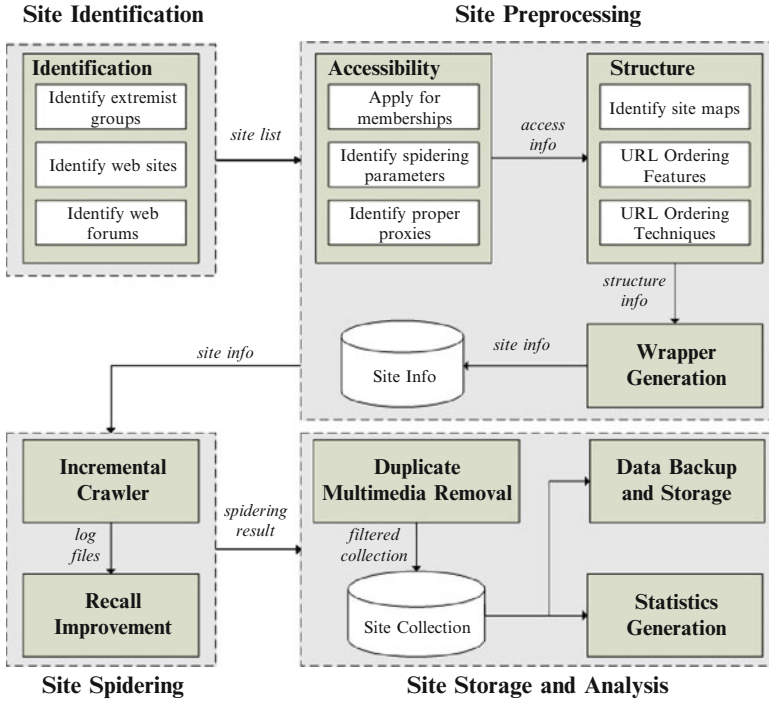 Site Identification
Site Preprocessing
Identification
Identify extremist
groups
Identify web sites
Identify web
forums
site list
Accessibility
Apply for
memberships
Identify spidering
parameters
Identify proper
proxies
access
info
Structure
Identify site maps
URL Ordering
Features
URL Ordering
Techniques
structure
info
Wrapper
Generation
site info
Site Info
site info
Incremental
Crawler
log
files
Recall
Improvement
spidering
result
Duplicate
Multimedia Removal
filtered
collection
Site Collection
Data Backup
and Storage
Statistics
Generation
Site Spidering
Site Storage and Analysis